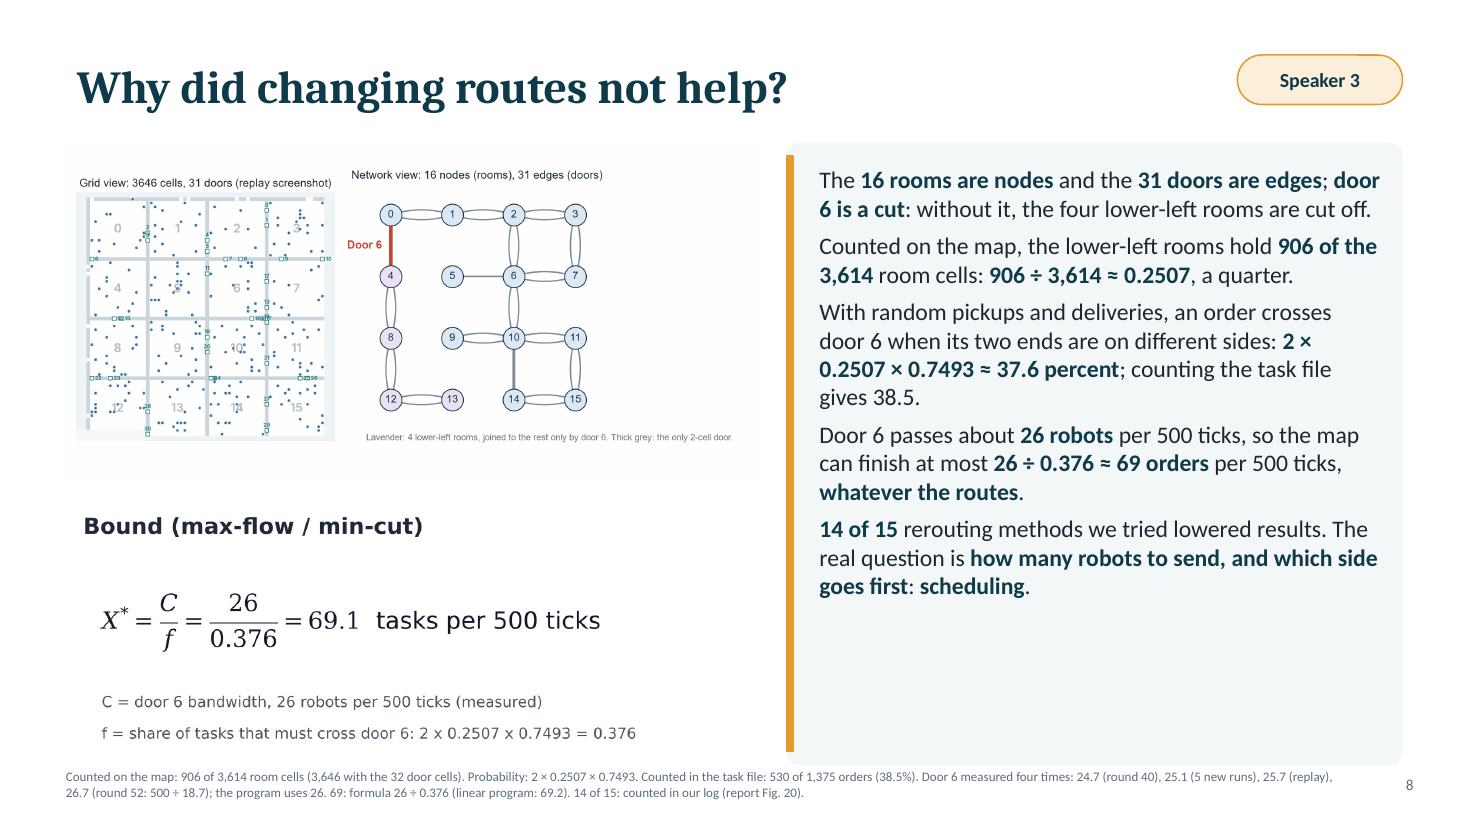 Why did changing routes not help?
Speaker 3
Grid view: 3646 cells, 31 doors (replay screenshot)
0 1 2 3
4 6 7
8 9 10 11
12 13 14 15
Network view: 16 nodes (rooms), 31 edges (doors)
0 1 2 3
Door 6
4 5 6 7
8 9 10 11
12 13 14 15
Lavender: 4 lower-left rooms, joined to the rest only by door 6. Thick grey: the only 2-cell door.
Bound (max-flow / min-cut)
X* = C/f = 26/0.376 = 69.1 tasks per 500 ticks
C = door 6 bandwidth, 26 robots per 500 ticks (measured)
f = share of tasks that must cross door 6: 2 x 0.2507 x 0.7493 = 0.376
The 16 rooms are nodes and the 31 doors are edges; door
6 is a cut: without it, the four lower-left rooms are cut off.
Counted on the map, the lower-left rooms hold 906 of the
3,614 room cells: 906 ÷ 3,614 ≈ 0.2507, a quarter.
With random pickups and deliveries, an order crosses
door 6 when its two ends are on different sides: 2 ×
0.2507 × 0.7493 ≈ 37.6 percent; counting the task file
gives 38.5.
Door 6 passes about 26 robots per 500 ticks, so the map
can finish at most 26 ÷ 0.376 ≈ 69 orders per 500 ticks,
whatever the routes.
14 of 15 rerouting methods we tried lowered results. The
real question is how many robots to send, and which side
goes first: scheduling.
Counted on the map: 906 of 3,614 room cells (3,646 with the 32 door cells). Probability: 2 × 0.2507 × 0.7493. Counted in the task file: 530 of 1,375 orders (38.5%). Door 6 measured four times: 24.7 (round 40), 25.1 (5 new runs), 25.7 (replay),
26.7 (round 52: 500 ÷ 18.7); the program uses 26. 69: formula 26 ÷ 0.376 (linear program: 69.2). 14 of 15: counted in our log (report Fig. 20).
8